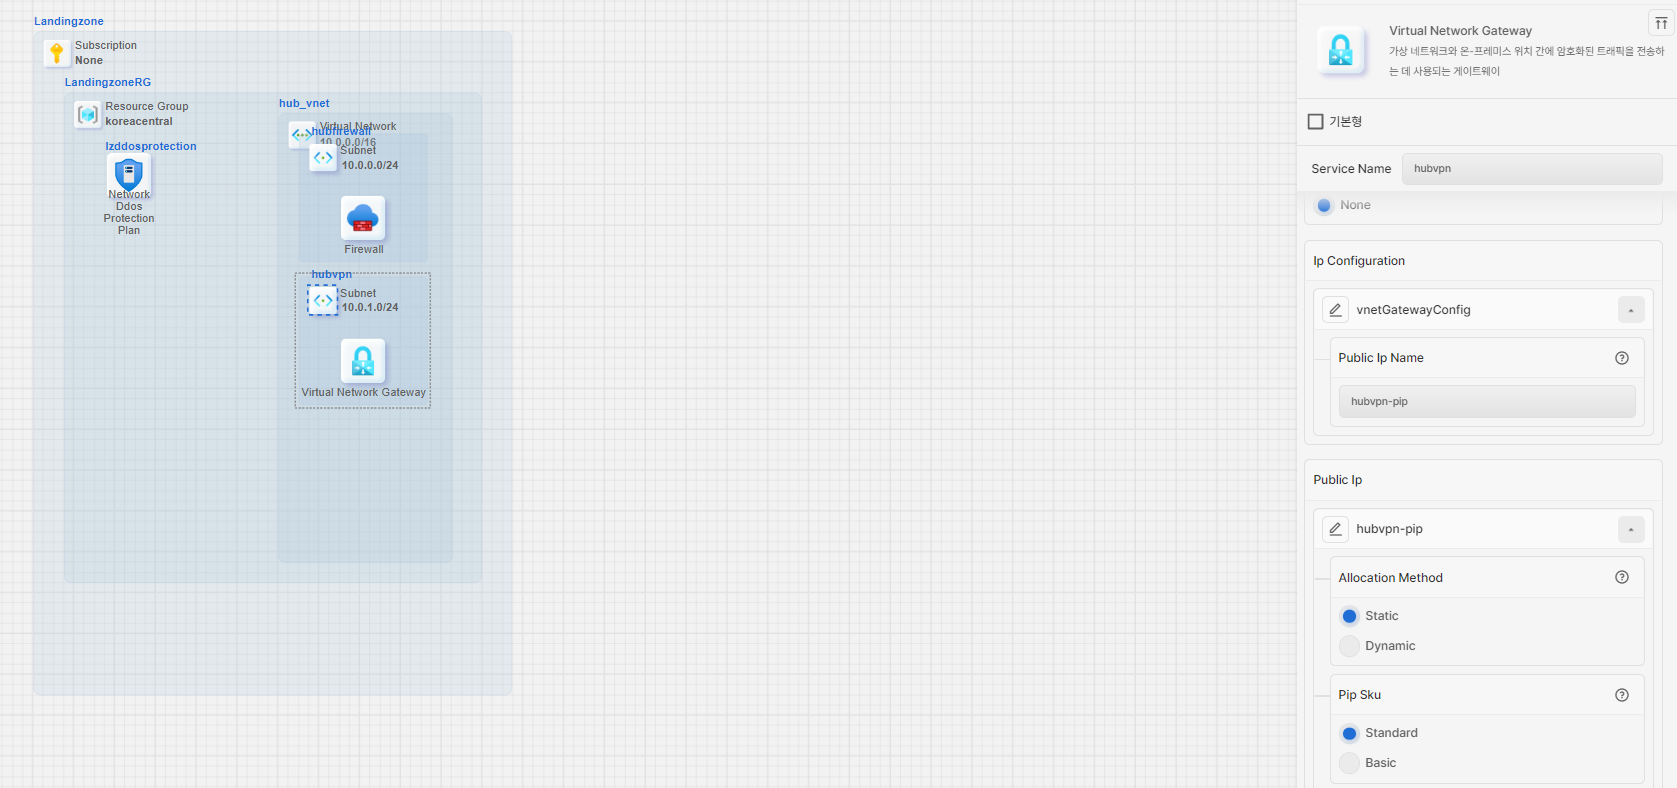 Landingzone
Subscription
None
LandingzoneRG
Resource Group
koreacentral
lzddosprotection
Network
Ddos
Protection
Plan
hub_vnet
Virtual Network
10.0.0.0/16
hubfirewall
Subnet
10.0.0.0/24
Firewall
hubvpn
Subnet
10.0.1.0/24
Virtual Network Gateway
Virtual Network Gateway
가상 네트워크와 온-프레미스 위치 간에 암호화된 트래픽을 전송하
는 데 사용되는 게이트웨이
기본형
Service Name
hubvpn
None
Ip Configuration
vnetGatewayConfig
Public Ip Name
hubvpn-pip
Public Ip
hubvpn-pip
Allocation Method
Static
Dynamic
Pip Sku
Standard
Basic